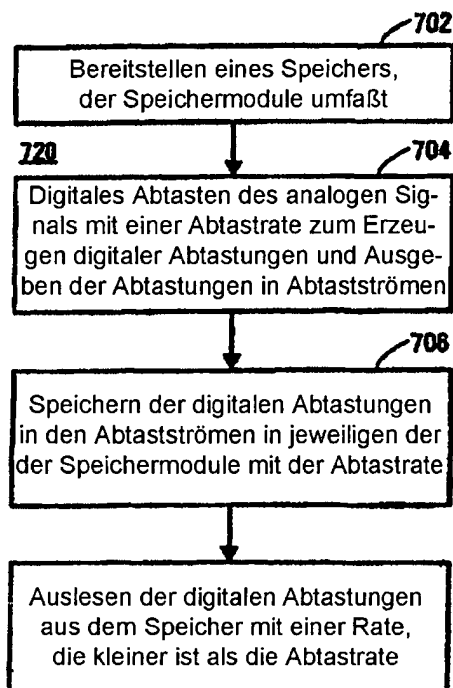 702
Bereitstellen eines Speichers,
der Speichermodule umfaßt
720
704
Digitales Abtasten des analogen Sig-
nals mit einer Abtastrate zum Erzeu-
gen digitaler Abtastungen und Ausge-
ben der Abtastungen in Abtastströmen
706
Speichern der digitalen Abtastungen
in den Abtastströmen in jeweiligen der
der Speichermodule mit der Abtastrate
Auslesen der digitalen Abtastungen
aus dem Speicher mit einer Rate,
die kleiner ist als die Abtastrate